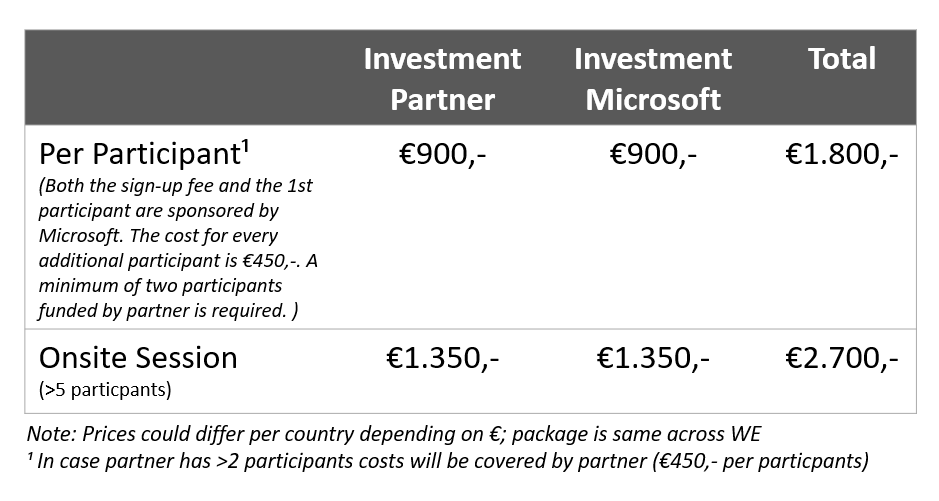 Investment Partner
Investment Microsoft
Total
Per Participant¹
€900,-
€900,-
€1.800,-
(Both the sign-up fee and the 1st
participant are sponsored by
Microsoft. The cost for every
additional participant is €450,-. A
minimum of two participants
funded by partner is required. )
Onsite Session
€1.350,-
€1.350,-
€2.700,-
(>5 particpants)
Note: Prices could differ per country depending on €; package is same across WE
¹ In case partner has >2 participants costs will be covered by partner (€450,- per particpants)